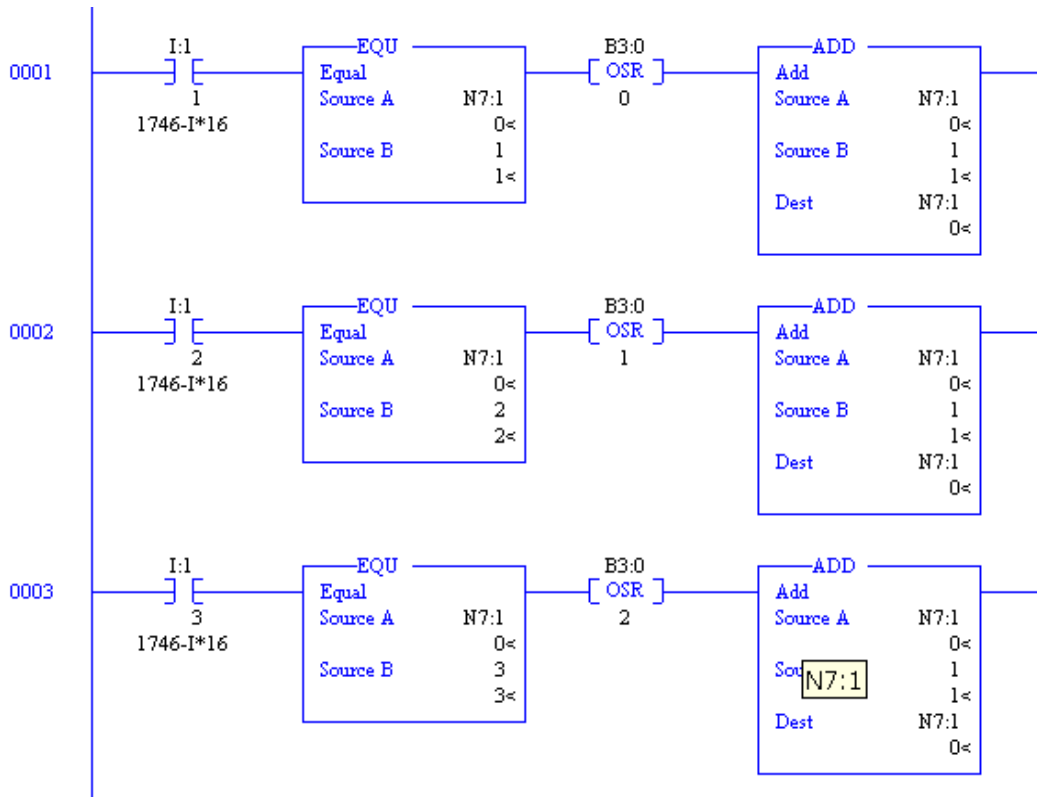 I:1 EQU B3:0 ADD
0001 Equal OSR Add
1 Source A N7:1 0 Source A N7:1
1746-I*16 0< 0<
Source B 1 Source B 1
1< 1<
Dest N7:1
0<
I:1 EQU B3:0 ADD
0002 Equal OSR Add
2 Source A N7:1 1 Source A N7:1
1746-I*16 0< 0<
Source B 2 Source B 1
2< 1<
Dest N7:1
0<
I:1 EQU B3:0 ADD
0003 Equal OSR Add
3 Source A N7:1 2 Source A N7:1
1746-I*16 0< 0<
Source B 3 Sou N7:1 1
3< 1<
Dest N7:1
0<